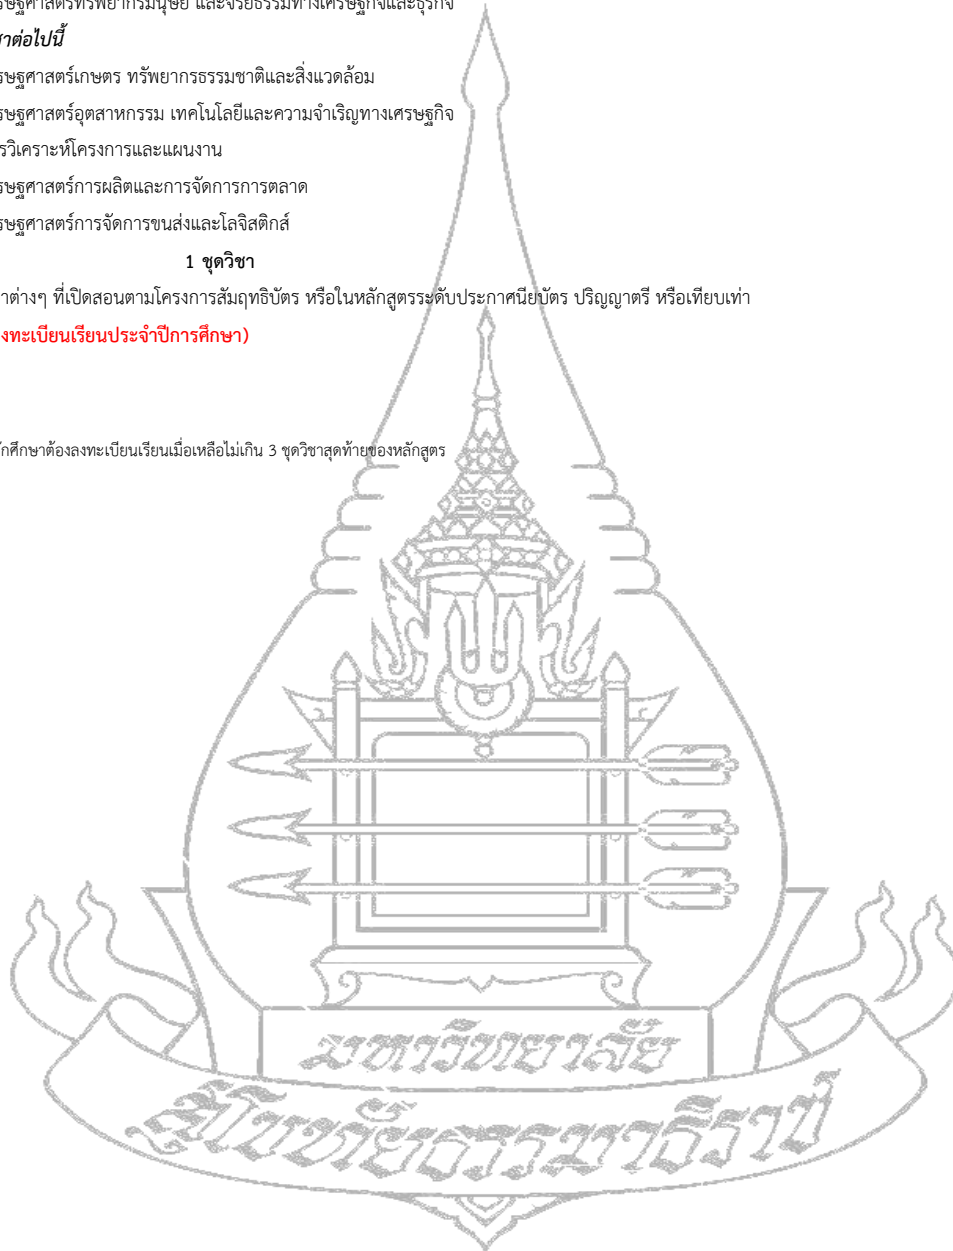 รษฐศาสตร์ทรัพยากรมนุษย์ และจริยธรรมทางเศรษฐกิจและธุรกิจ
าต่อไปนี้
รษฐศาสตร์เกษตร ทรัพยากรธรรมชาติและสิ่งแวดล้อม
รษฐศาสตร์อุตสาหกรรม เทคโนโลยีและความจำเริญทางเศรษฐกิจ
รวิเคราะห์โครงการและแผนงาน
รษฐศาสตร์การผลิตและการจัดการการตลาด
รษฐศาสตร์การจัดการขนส่งและโลจิสติกส์
1 ชุดวิชา
าต่างๆ ที่เปิดสอนตามโครงการสัมฤทธิบัตร หรือในหลักสูตรระดับประกาศนียบัตร ปริญญาตรี หรือเทียบเท่า
งทะเบียนเรียนประจำปีการศึกษา)
ักศึกษาต้องลงทะเบียนเรียนเมื่อเหลือไม่เกิน 3 ชุดวิชาสุดท้ายของหลักสูตร
มหาวิทยาลัย
สุโขทัยธรรมาธิราช